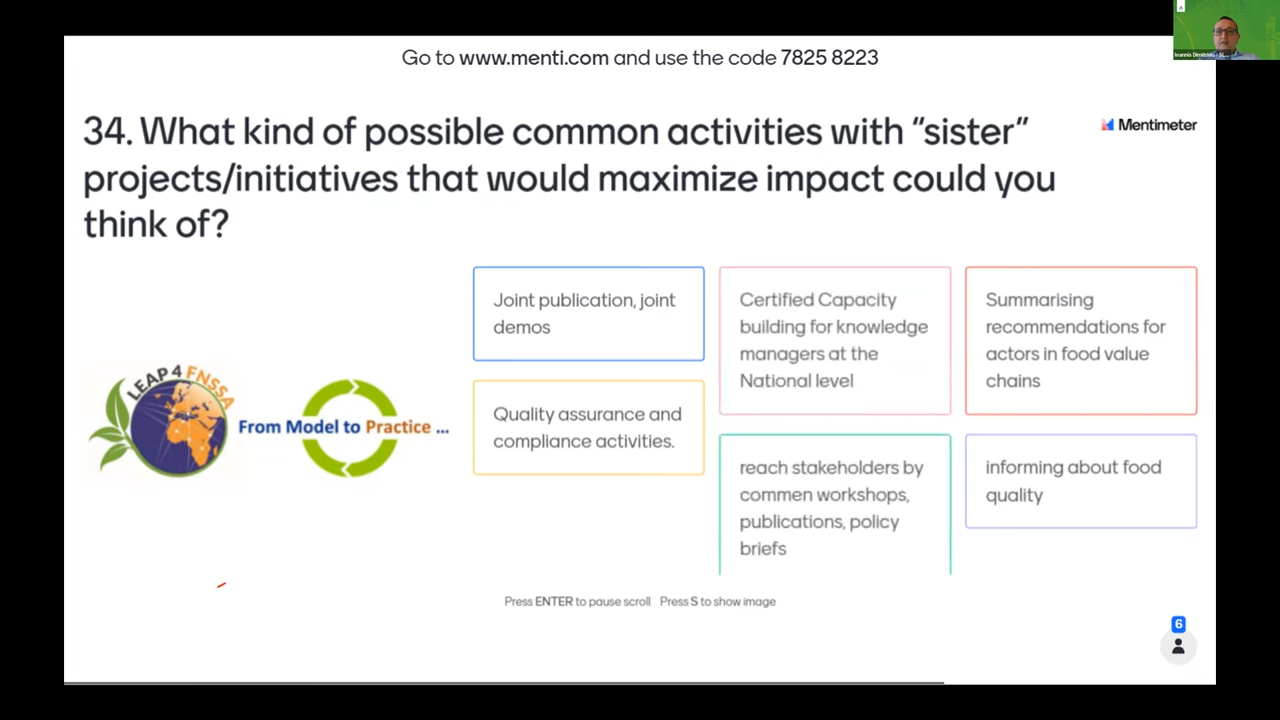 Go to www.menti.com and use the code 7825 8223
34. What kind of possible common activities with “sister”
projects/initiatives that would maximize impact could you
think of?
Mentimeter
LEAP4FNSSA
From Model to Practice ...
Joint publication, joint
demos
Quality assurance and
compliance activities.
Certified Capacity
building for knowledge
managers at the
National level
reach stakeholders by
commen workshops,
publications, policy
briefs
Summarising
recommendations for
actors in food value
chains
informing about food
quality
Press ENTER to pause scroll Press S to show image
6